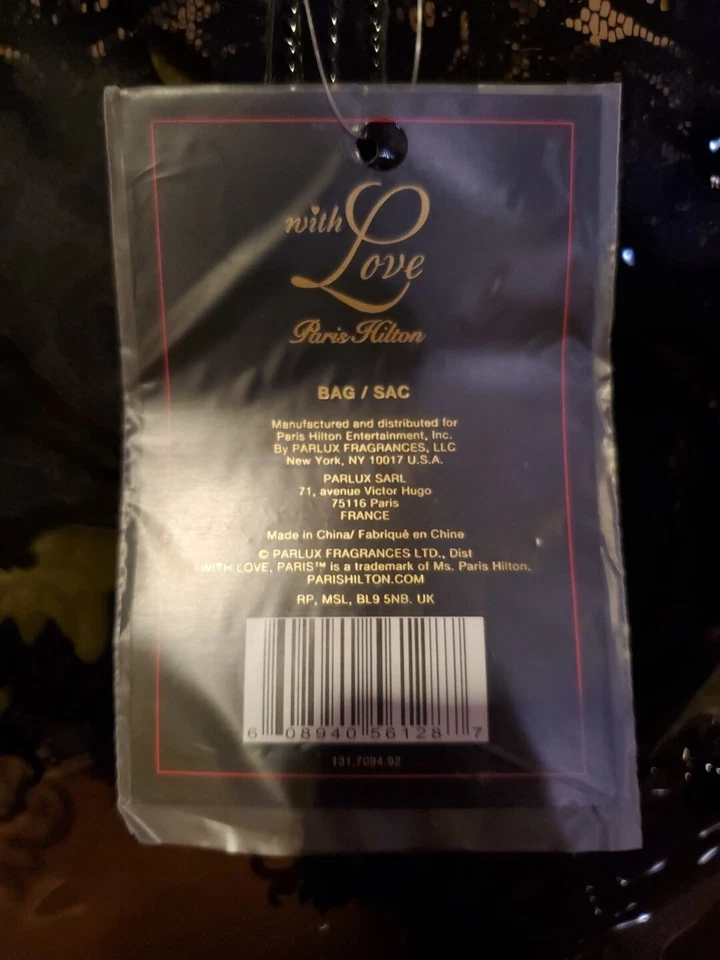 with Love
Paris Hilton
BAG / SAC
Manufactured and distributed for
Paris Hilton Entertainment, Inc.
By PARLUX FRAGRANCES, LLC
New York, NY 10017 U.S.A.
PARLUX SARL
71, avenue Victor Hugo
75116 Paris
FRANCE
Made in China/ Fabriqué en Chine
© PARLUX FRAGRANCES LTD., Dist
WITH LOVE, PARIS™ is a trademark of Ms. Paris Hilton.
PARISHILTON.COM
RP, MSL, BL9 5NB. UK
6 08940 56128 7
131.7094.92